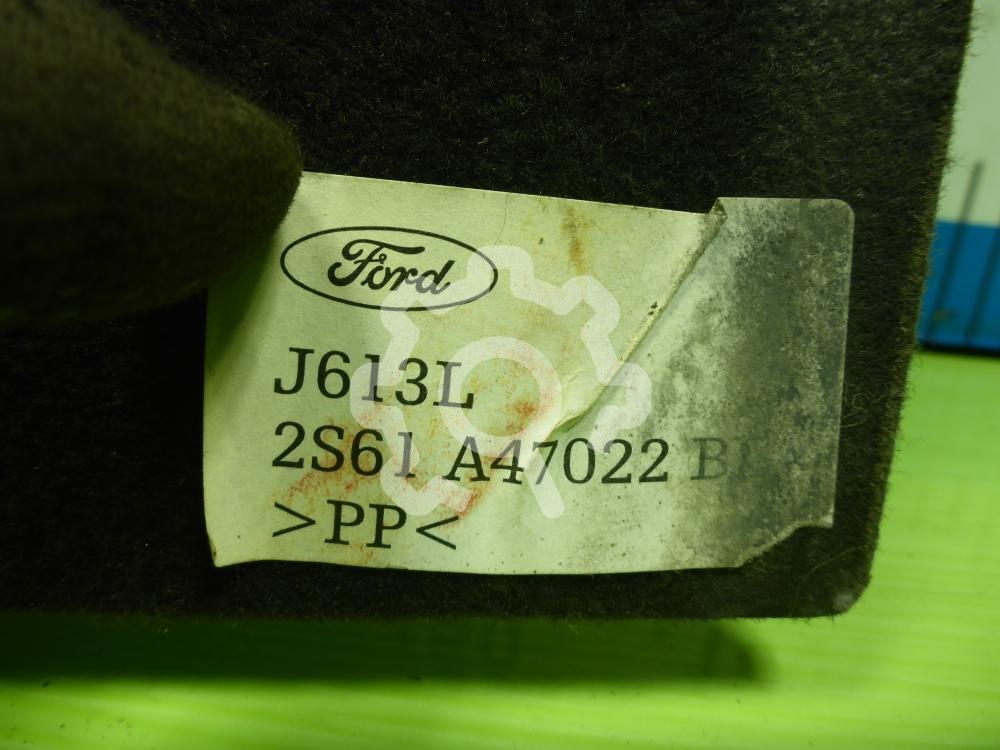 Ford
J613L
2S61 A47022
>PP<